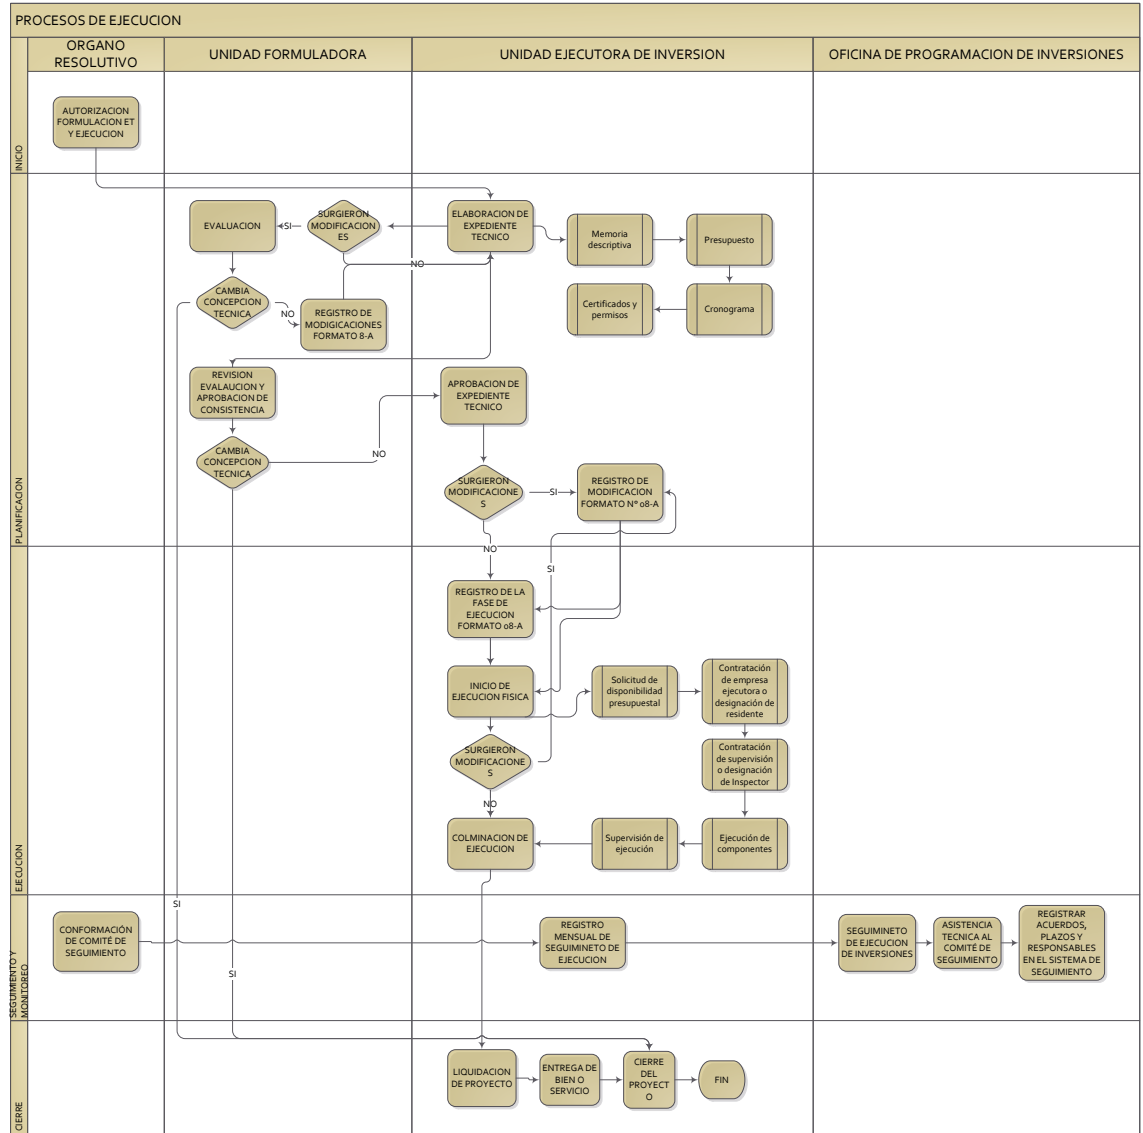 PROCESOS DE EJECUCION
ORGANO
RESOLUTIVO
UNIDAD FORMULADORA
UNIDAD EJECUTORA DE INVERSION
OFICINA DE PROGRAMACION DE INVERSIONES
INICIO
AUTORIZACION
FORMULACION ET
Y EJECUCION
PLANIFICACION
EVALUACION
SI
SURGIERON
MODIFICACION
ES
ELABORACION DE
EXPEDIENTE
TECNICO
Memoria
descriptiva
Presupuesto
NO
CAMBIA
CONCEPCION
TECNICA
NO
REGISTRO DE
MODIGICACIONES
FORMATO 8-A
Certificados y
permisos
Cronograma
REVISION
EVALAUCION Y
APROBACION DE
CONSISTENCIA
APROBACION DE
EXPEDIENTE
TECNICO
CAMBIA
CONCEPCION
TECNICA
NO
SURGIERON
MODIFICACIONE
S
SI
REGISTRO DE
MODIFICACION
FORMATO N° 08-A
NO
SI
EJECUCION
REGISTRO DE LA
FASE DE
EJECUCION
FORMATO 08-A
INICIO DE
EJECUCION FISICA
Solicitud de
disponibilidad
presupuestal
Contratación
de empresa
ejecutora o
designación de
residente
SURGIERON
MODIFICACIONE
S
Contratación
de supervisión
o designación
de Inspector
NO
COLMINACION DE
EJECUCION
Supervisión de
ejecución
Ejecución de
componentes
SI
SEGUIMIENTO Y
MONITOREO
CONFORMACIÓN
DE COMITÉ DE
SEGUIMIENTO
REGISTRO
MENSUAL DE
SEGUIMINETO DE
EJECUCION
SEGUIMINETO
DE EJECUCION
DE INVERSIONES
ASISTENCIA
TECNICA AL
COMITÉ DE
SEGUIMIENTO
REGISTRAR
ACUERDOS,
PLAZOS Y
RESPONSABLES
EN EL SISTEMA DE
SEGUIMIENTO
SI
CIERRE
LIQUIDACION
DE PROYECTO
ENTREGA DE
BIEN O
SERVICIO
CIERRE
DEL
PROYECT
O
FIN